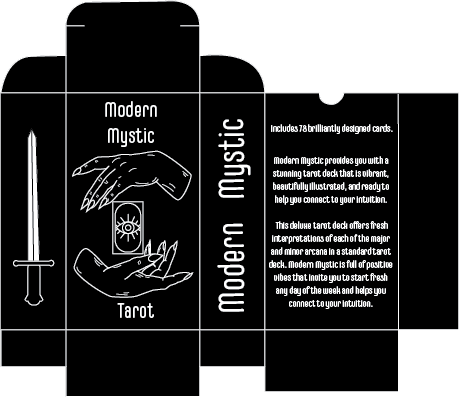 Modern
Mystic
Tarot
Modern Mystic
Includes 78 brilliantly designed cards.
Modern Mystic provides you with a
stunning tarot deck that is vibrant,
beautifully illustrated, and ready to
help you connect to your intuition.
This deluxe tarot deck offers fresh
interpretations of each of the major
and minor arcana in a standard tarot
deck. Modern Mystic is full of positive
vibes that invite you to start fresh
any day of the week and helps you
connect to your intuition.